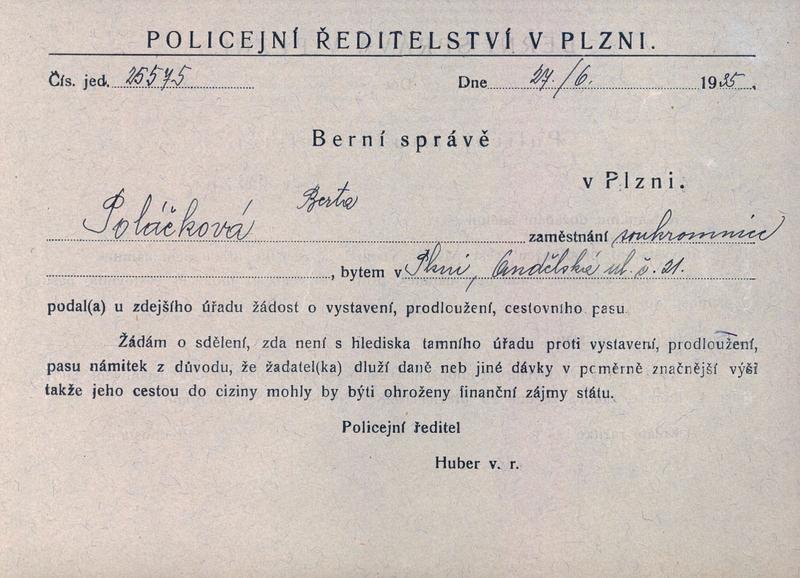 POLICEJNÍ ŘEDITELSTVÍ V PLZNI.
Čís. jed. 25575 Dne 27./6. 1935.
Berní správě
v Plzni.
Poláčková Berta zaměstnání soukromnice
, bytem v Plzni, Andělská ul. č. 21.
podal(a) u zdejšího úřadu žádost o vystavení, prodloužení, cestovního pasu.
Žádám o sdělení, zda není s hlediska tamního úřadu proti vystavení, prodloužení,
pasu námitek z důvodu, že žadatel(ka) dluží daně neb jiné dávky v poměrně značnější výši
takže jeho cestou do ciziny mohly by býti ohroženy finanční zájmy státu.
Policejní ředitel
Huber v. r.